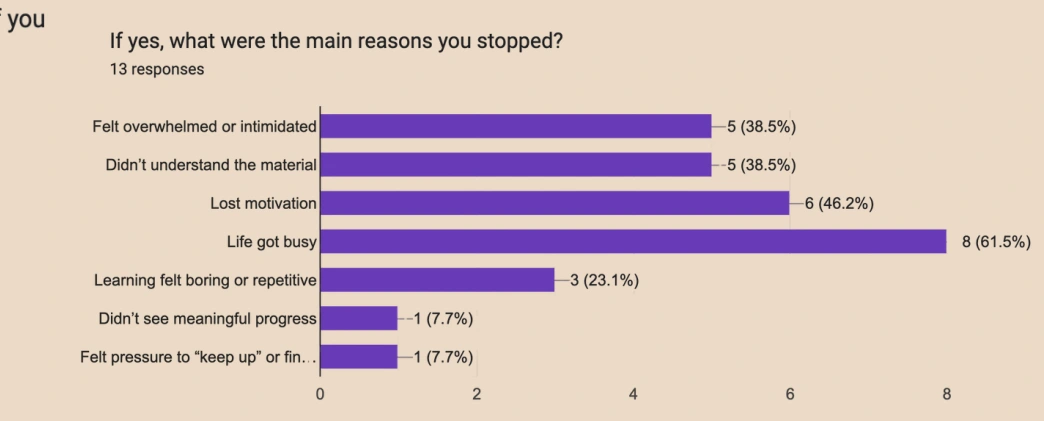 you
If yes, what were the main reasons you stopped?
13 responses
Felt overwhelmed or intimidated 5 (38.5%)
Didn't understand the material 5 (38.5%)
Lost motivation 6 (46.2%)
Life got busy 8 (61.5%)
Learning felt boring or repetitive 3 (23.1%)
Didn't see meaningful progress 1 (7.7%)
Felt pressure to “keep up” or fin… 1 (7.7%)
0 2 4 6 8